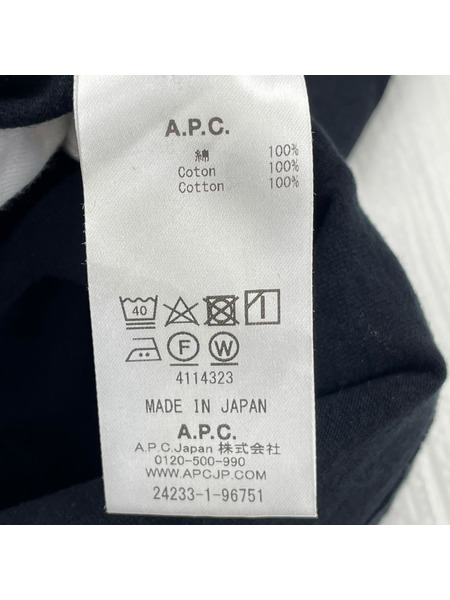 A.P.C.
綿 100%
Coton 100%
Cotton 100%
40
F W
4114323
MADE IN JAPAN
A.P.C.
A.P.C.Japan 株式会社
0120-500-990
WWW.APCJP.COM
24233-1-96751